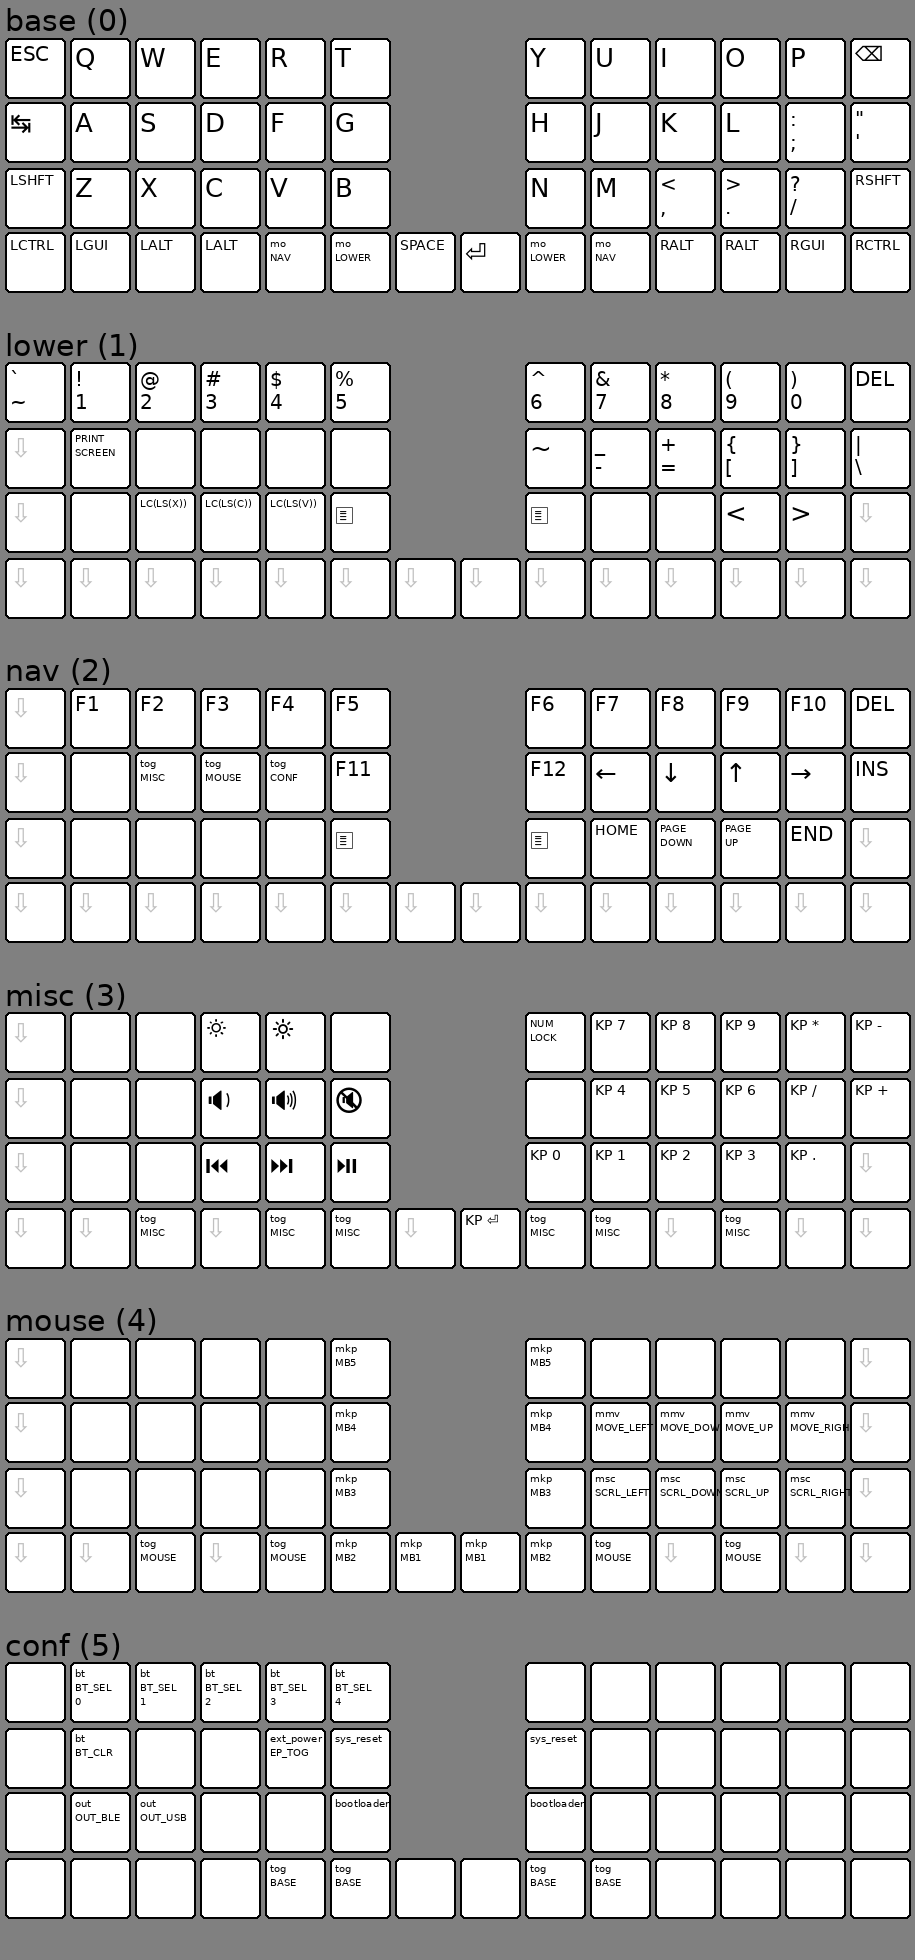 base (0)
ESC Q W E R T Y U I O P ⌫
↹ A S D F G H J K L : ; " '
LSHFT Z X C V B N M < , > . ? / RSHFT
LCTRL LGUI LALT LALT mo NAV mo LOWER SPACE ⏎ mo LOWER mo NAV RALT RALT RGUI RCTRL
lower (1)
` ~ ! 1 @ 2 # 3 $ 4 % 5 ^ 6 & 7 * 8 ( 9 ) 0 DEL
⇩ PRINT SCREEN ~ _ - + = { [ } ] | \
⇩ LC(LS(X)) LC(LS(C)) LC(LS(V)) ▤ ▤ < > ⇩
⇩ ⇩ ⇩ ⇩ ⇩ ⇩ ⇩ ⇩ ⇩ ⇩ ⇩ ⇩ ⇩ ⇩
nav (2)
⇩ F1 F2 F3 F4 F5 F6 F7 F8 F9 F10 DEL
⇩ tog MISC tog MOUSE tog CONF F11 F12 ← ↓ ↑ → INS
⇩ ▤ ▤ HOME PAGE DOWN PAGE UP END ⇩
⇩ ⇩ ⇩ ⇩ ⇩ ⇩ ⇩ ⇩ ⇩ ⇩ ⇩ ⇩ ⇩ ⇩
misc (3)
⇩ 🔅 🔆 NUM LOCK KP 7 KP 8 KP 9 KP * KP -
⇩ 🔉 🔊 🔇 KP 4 KP 5 KP 6 KP / KP +
⇩ ⏮ ⏭ ⏯ KP 0 KP 1 KP 2 KP 3 KP . ⇩
⇩ ⇩ tog MISC ⇩ tog MISC tog MISC ⇩ KP ⏎ tog MISC tog MISC ⇩ tog MISC ⇩ ⇩
mouse (4)
⇩ mkp MB5 mkp MB5 ⇩
⇩ mkp MB4 mkp MB4 mmv MOVE_LEFT mmv MOVE_DOW mmv MOVE_UP mmv MOVE_RIGH ⇩
⇩ mkp MB3 mkp MB3 msc SCRL_LEFT msc SCRL_DOWN msc SCRL_UP msc SCRL_RIGHT ⇩
⇩ ⇩ tog MOUSE ⇩ tog MOUSE mkp MB2 mkp MB1 mkp MB1 mkp MB2 tog MOUSE ⇩ tog MOUSE ⇩ ⇩
conf (5)
bt BT_SEL 0 bt BT_SEL 1 bt BT_SEL 2 bt BT_SEL 3 bt BT_SEL 4
bt BT_CLR ext_power EP_TOG sys_reset sys_reset
out OUT_BLE out OUT_USB bootloader bootloader
tog BASE tog BASE tog BASE tog BASE